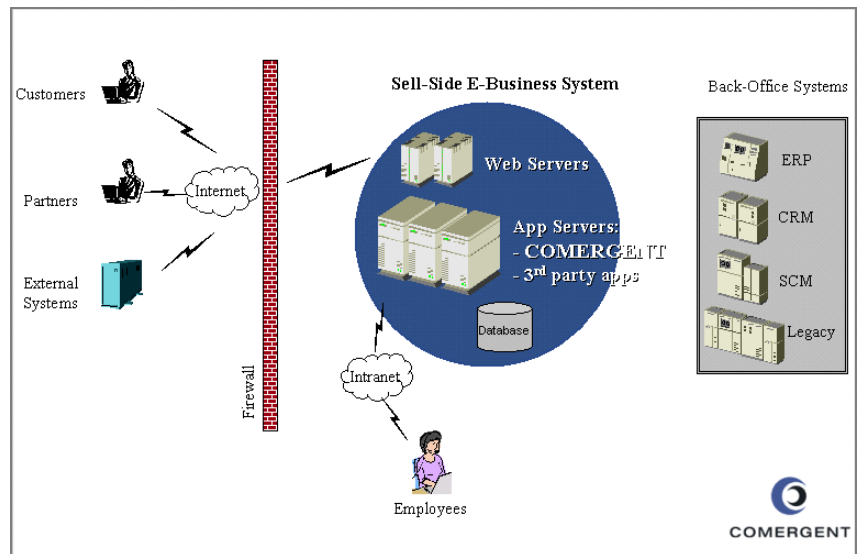 Sell-Side E-Business System
Back-Office Systems
Customers
Partners
External
Systems
Internet
Firewall
Web Servers
App Servers:
- COMERGENT
- 3rd party apps
Database
Intranet
Employees
ERP
CRM
SCM
Legacy
COMERGENT